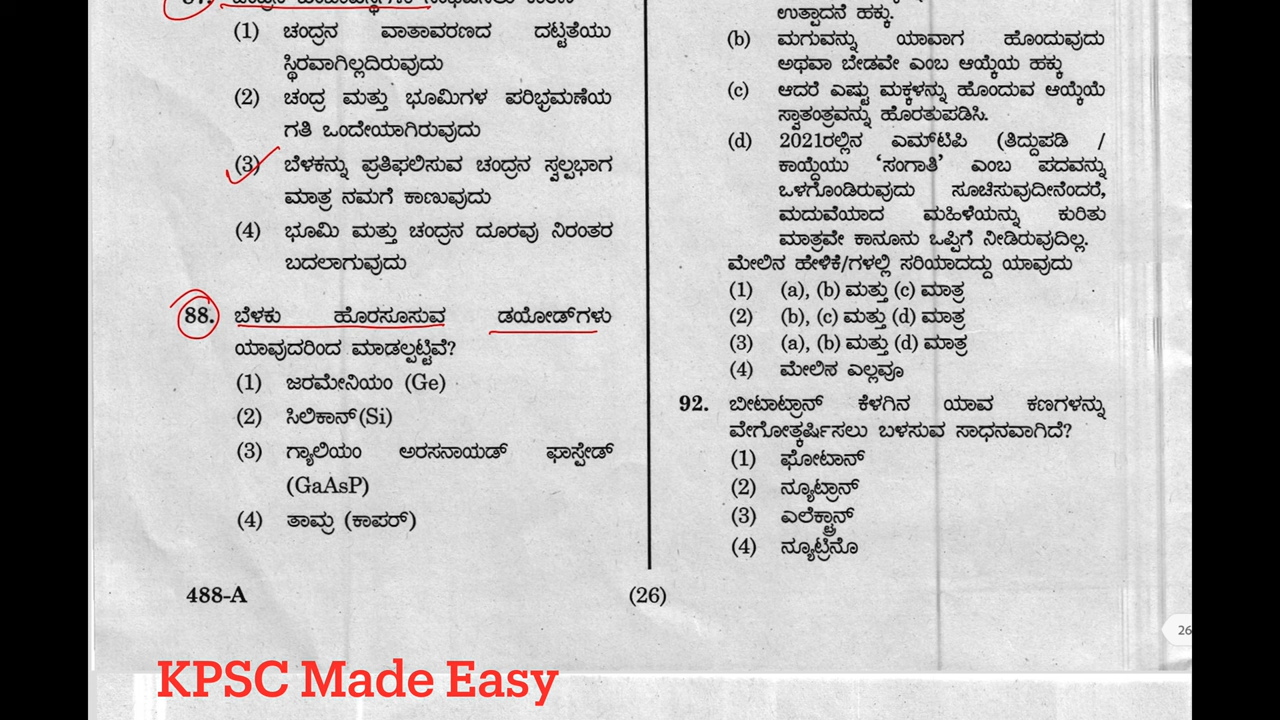 87.
(1) ಚಂದ್ರನ ವಾತಾವರಣದ ದಟ್ಟತೆಯು
ಸ್ಥಿರವಾಗಿಲ್ಲದಿರುವುದು
(2) ಚಂದ್ರ ಮತ್ತು ಭೂಮಿಗಳ ಪರಿಭ್ರಮಣೆಯ
ಗತಿ ಒಂದೇಯಾಗಿರುವುದು
(3) ಬೆಳಕನ್ನು ಪ್ರತಿಫಲಿಸುವ ಚಂದ್ರನ ಸ್ವಲ್ಪಭಾಗ
ಮಾತ್ರ ನಮಗೆ ಕಾಣುವುದು
(4) ಭೂಮಿ ಮತ್ತು ಚಂದ್ರನ ದೂರವು ನಿರಂತರ
ಬದಲಾಗುವುದು
88. ಬೆಳಕು ಹೊರಸೂಸುವ ಡಯೋಡ್‌ಗಳು
ಯಾವುದರಿಂದ ಮಾಡಲ್ಪಟ್ಟಿವೆ?
(1) ಜರಮೇನಿಯಂ (Ge)
(2) ಸಿಲಿಕಾನ್ (Si)
(3) ಗ್ಯಾಲಿಯಂ ಅರಸನಾಯಡ್ ಫಾಸ್ಪೇಡ್
(GaAsP)
(4) ತಾಮ್ರ (ಕಾಪರ್)
ಉತ್ಪಾದನೆ ಹಕ್ಕು.
(b) ಮಗುವನ್ನು ಯಾವಾಗ ಹೊಂದುವುದು
ಅಥವಾ ಬೇಡವೇ ಎಂಬ ಆಯ್ಕೆಯ ಹಕ್ಕು
(c) ಆದರೆ ಎಷ್ಟು ಮಕ್ಕಳನ್ನು ಹೊಂದುವ ಆಯ್ಕೆಯೆ
ಸ್ವಾತಂತ್ರವನ್ನು ಹೊರತುಪಡಿಸಿ.
(d) 2021ರಲ್ಲಿನ ಎಮ್‌ಟಿಪಿ (ತಿದ್ದುಪಡಿ /
ಕಾಯ್ದೆಯು ‘ಸಂಗಾತಿ’ ಎಂಬ ಪದವನ್ನು
ಒಳಗೊಂಡಿರುವುದು ಸೂಚಿಸುವುದೇನೆಂದರೆ,
ಮದುವೆಯಾದ ಮಹಿಳೆಯನ್ನು ಕುರಿತು
ಮಾತ್ರವೇ ಕಾನೂನು ಒಪ್ಪಿಗೆ ನೀಡಿರುವುದಿಲ್ಲ.
ಮೇಲಿನ ಹೇಳಿಕೆ/ಗಳಲ್ಲಿ ಸರಿಯಾದದ್ದು ಯಾವುದು
(1) (a), (b) ಮತ್ತು (c) ಮಾತ್ರ
(2) (b), (c) ಮತ್ತು (d) ಮಾತ್ರ
(3) (a), (b) ಮತ್ತು (d) ಮಾತ್ರ
(4) ಮೇಲಿನ ಎಲ್ಲವೂ
92. ಬೀಟಾಟ್ರಾನ್ ಕೆಳಗಿನ ಯಾವ ಕಣಗಳನ್ನು
ವೇಗೋತ್ಕರ್ಷಿಸಲು ಬಳಸುವ ಸಾಧನವಾಗಿದೆ?
(1) ಫೋಟಾನ್
(2) ನ್ಯೂಟ್ರಾನ್
(3) ಎಲೆಕ್ಟ್ರಾನ್
(4) ನ್ಯೂಟ್ರಿನೊ
488-A
(26)
26
KPSC Made Easy